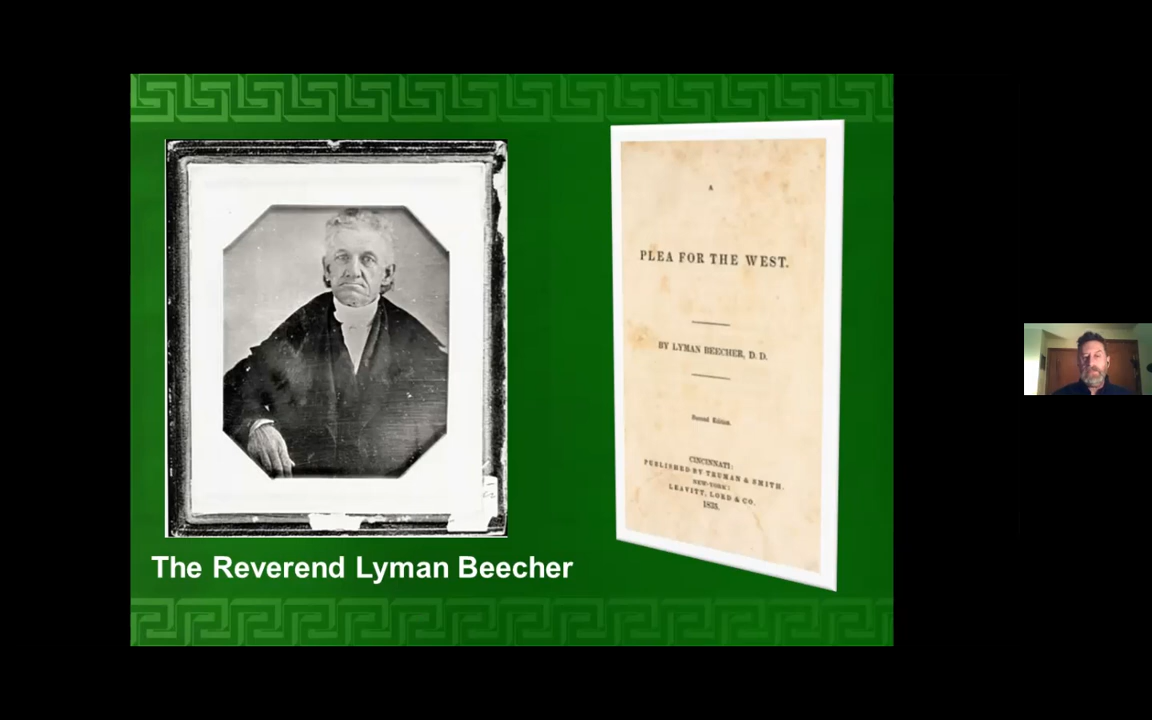 A
PLEA FOR THE WEST.
BY LYMAN BEECHER, D. D.
Second Edition.
CINCINNATI:
PUBLISHED BY TRUMAN & SMITH.
NEW-YORK:
LEAVITT, LORD & CO.
1835.
The Reverend Lyman Beecher